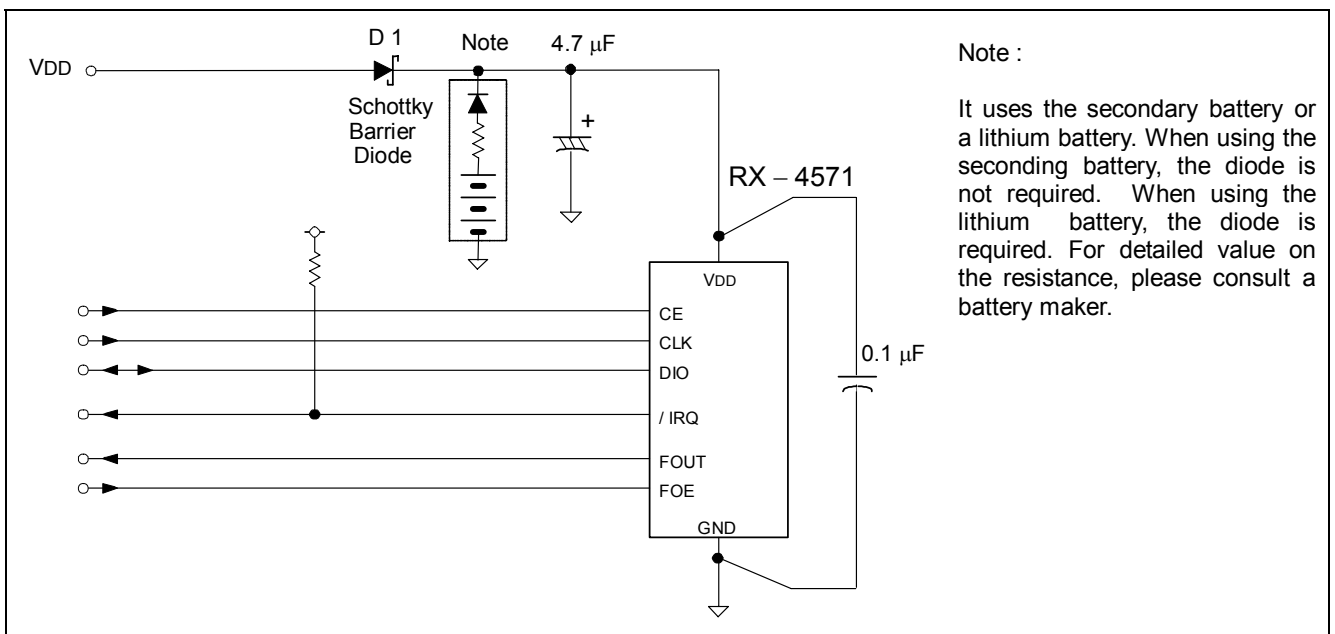 D 1
Note
4.7 μF
VDD
Schottky
Barrier
Diode
+
RX – 4571
VDD
CE
CLK
DIO
/ IRQ
FOUT
FOE
GND
0.1 μF
Note :
It uses the secondary battery or
a lithium battery. When using the
seconding battery, the diode is
not required. When using the
lithium battery, the diode is
required. For detailed value on
the resistance, please consult a
battery maker.